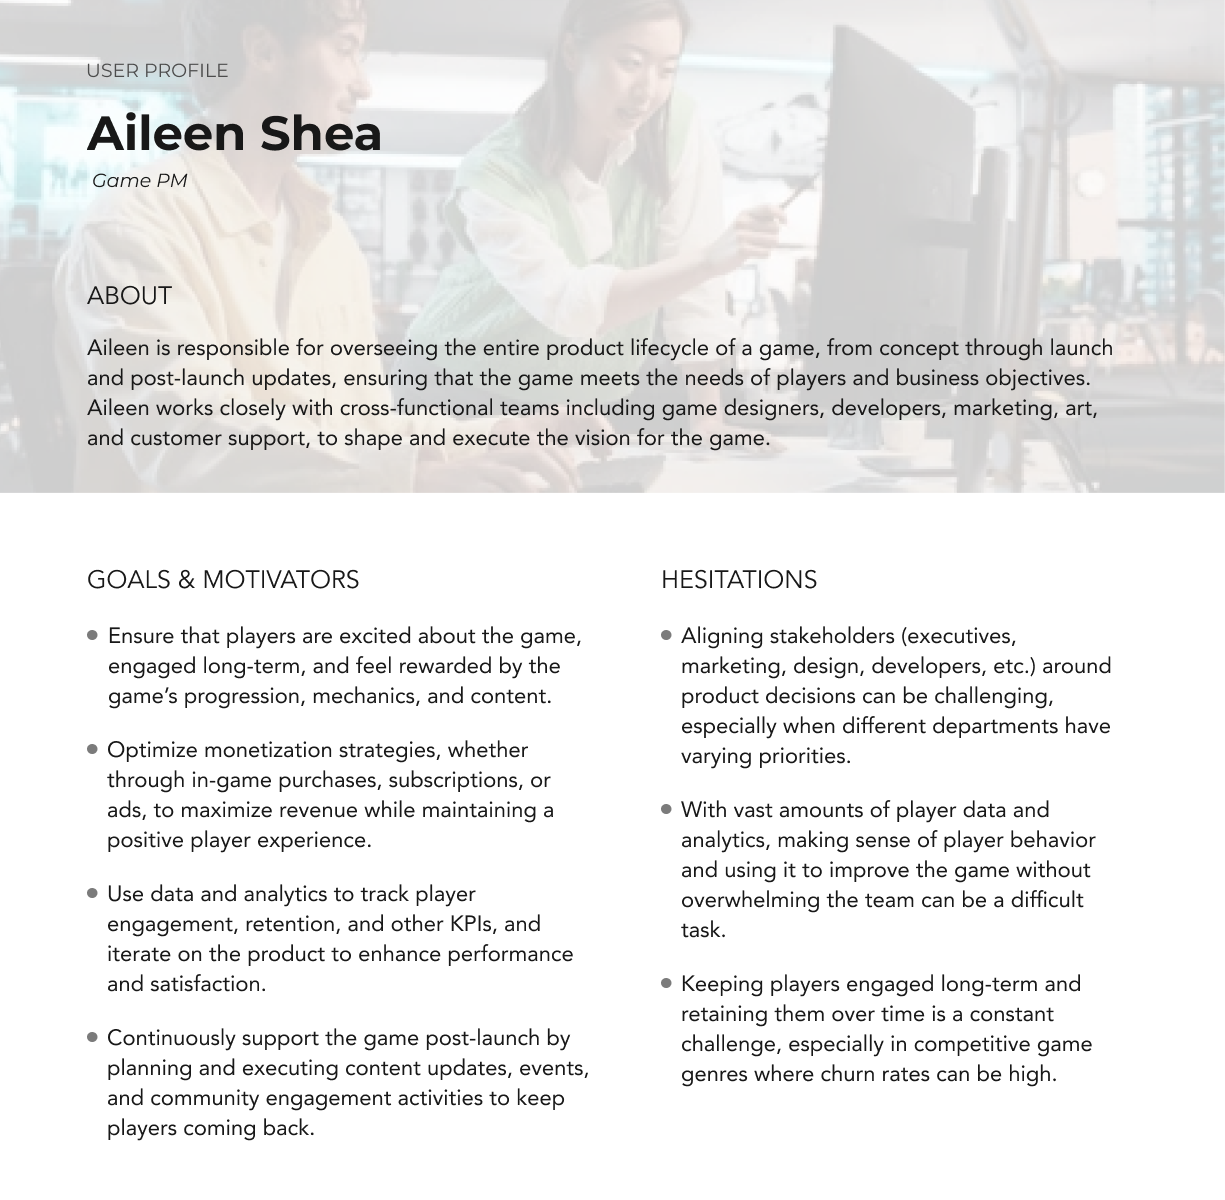 USER PROFILE
Aileen Shea
Game PM
ABOUT
Aileen is responsible for overseeing the entire product lifecycle of a game, from concept through launch
and post-launch updates, ensuring that the game meets the needs of players and business objectives.
Aileen works closely with cross-functional teams including game designers, developers, marketing, art,
and customer support, to shape and execute the vision for the game.
GOALS & MOTIVATORS
Ensure that players are excited about the game,
engaged long-term, and feel rewarded by the
game’s progression, mechanics, and content.
Optimize monetization strategies, whether
through in-game purchases, subscriptions, or
ads, to maximize revenue while maintaining a
positive player experience.
Use data and analytics to track player
engagement, retention, and other KPIs, and
iterate on the product to enhance performance
and satisfaction.
Continuously support the game post-launch by
planning and executing content updates, events,
and community engagement activities to keep
players coming back.
HESITATIONS
Aligning stakeholders (executives,
marketing, design, developers, etc.) around
product decisions can be challenging,
especially when different departments have
varying priorities.
With vast amounts of player data and
analytics, making sense of player behavior
and using it to improve the game without
overwhelming the team can be a difficult
task.
Keeping players engaged long-term and
retaining them over time is a constant
challenge, especially in competitive game
genres where churn rates can be high.